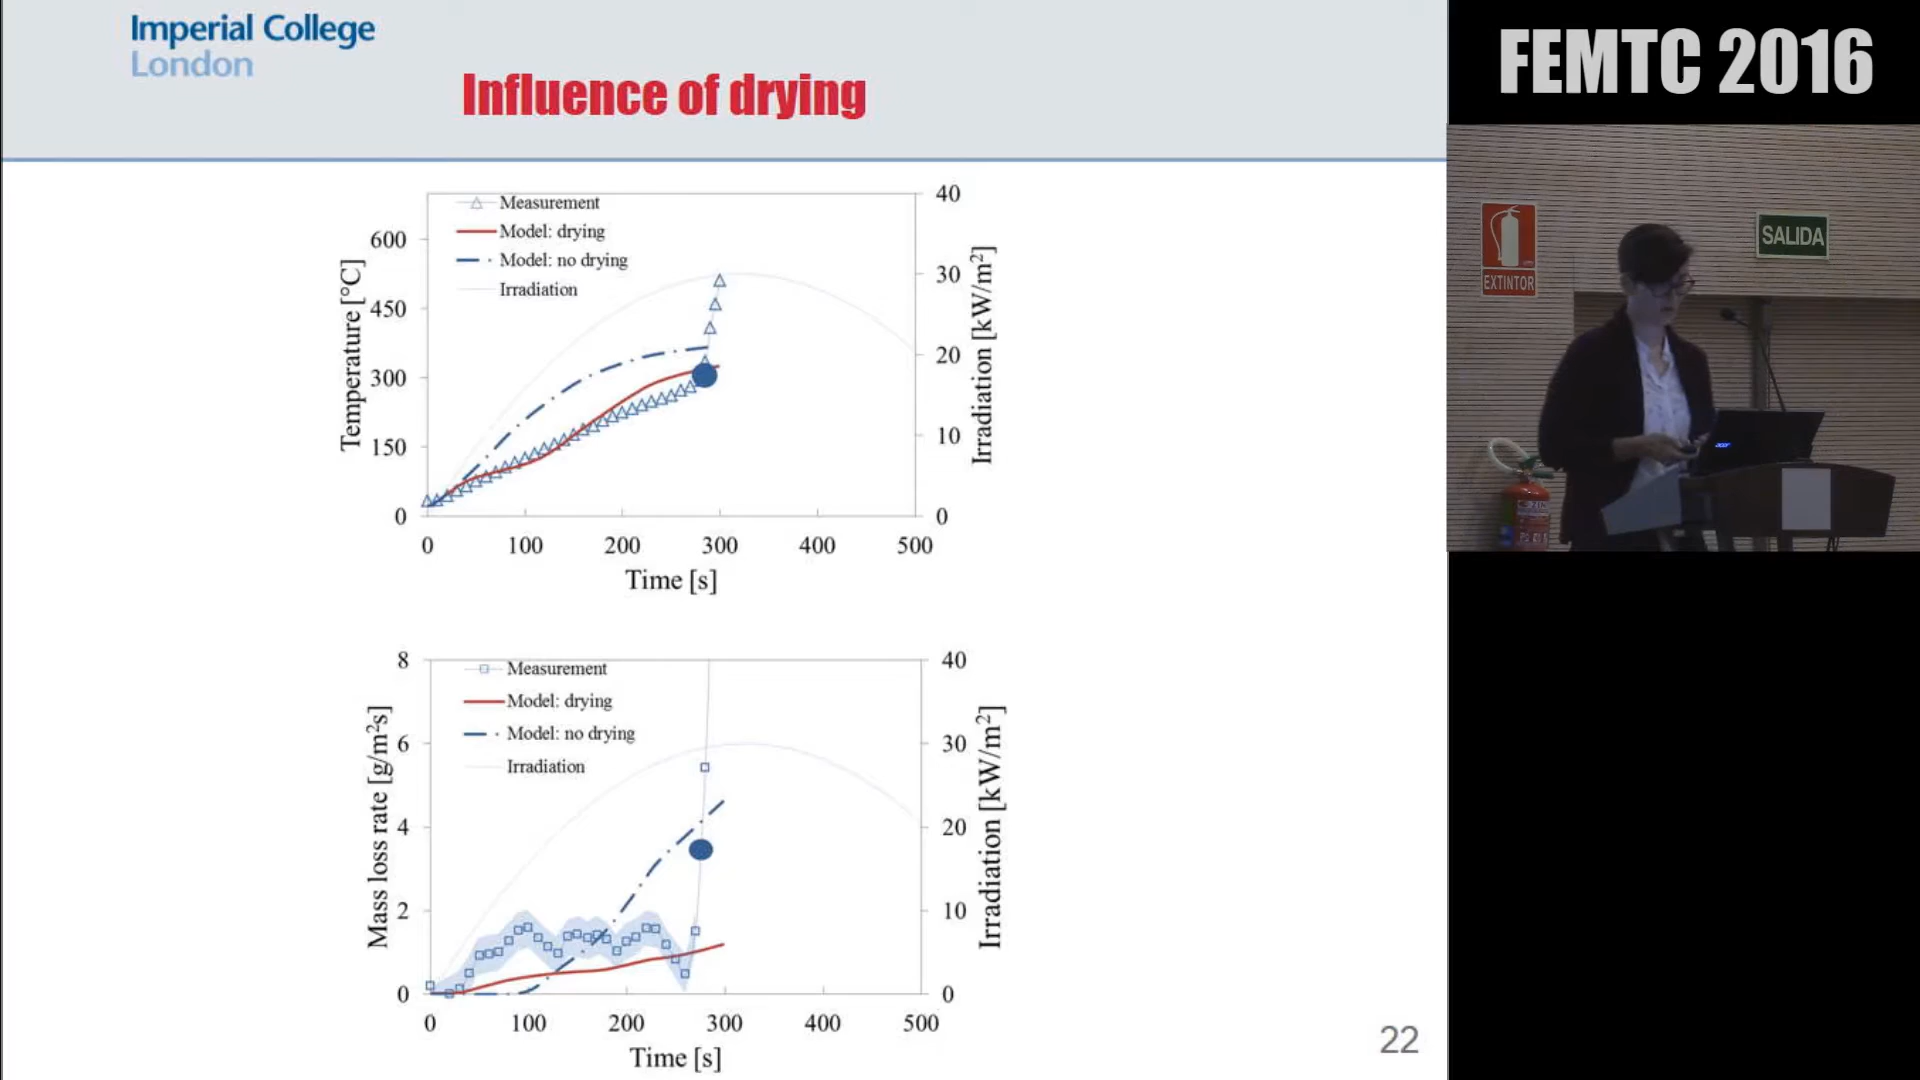 Imperial College
London
Influence of drying
Measurement
Model: drying
Model: no drying
Irradiation
Temperature [°C]
600
450
300
150
0
40
30
20
10
0
Irradiation [kW/m²]
0 100 200 300 400 500
Time [s]
Measurement
Model: drying
Model: no drying
Irradiation
Mass loss rate [g/m²s]
8
6
4
2
0
40
30
20
10
0
Irradiation [kW/m²]
0 100 200 300 400 500
Time [s]
22
FEMTC 2016
EXTINTOR
SALIDA
acer